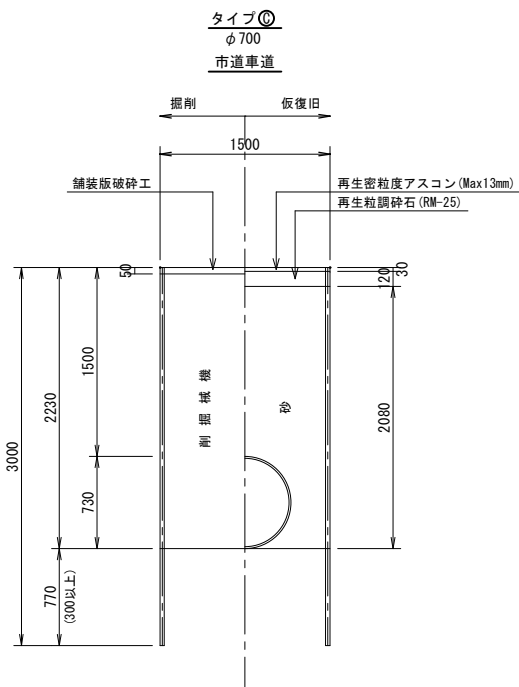 タイプⒸ
φ700
市道車道
掘削
仮復旧
1500
舗装版破砕工
再生密粒度アスコン(Max13mm)
再生粒調砕石(RM-25)
50
30
120
1500
2230
3000
機械掘削
砂
2080
730
770
(300以上)